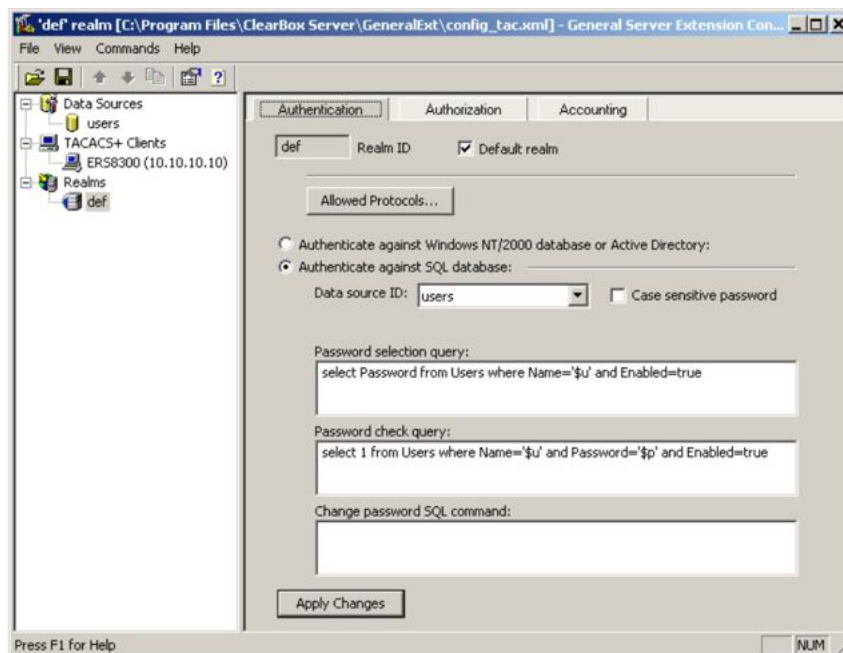 'def' realm [C:\Program Files\ClearBox Server\GeneralExt\config_tac.xml] - General Server Extension Con...
File View Commands Help
Data Sources
users
TACACS+ Clients
ERS8300 (10.10.10.10)
Realms
def
Authentication Authorization Accounting
def Realm ID Default realm
Allowed Protocols...
Authenticate against Windows NT/2000 database or Active Directory:
Authenticate against SQL database:
Data source ID: users Case sensitive password
Password selection query:
select Password from Users where Name='$u' and Enabled=true
Password check query:
select 1 from Users where Name='$u' and Password='$p' and Enabled=true
Change password SQL command:
Apply Changes
Press F1 for Help NUM